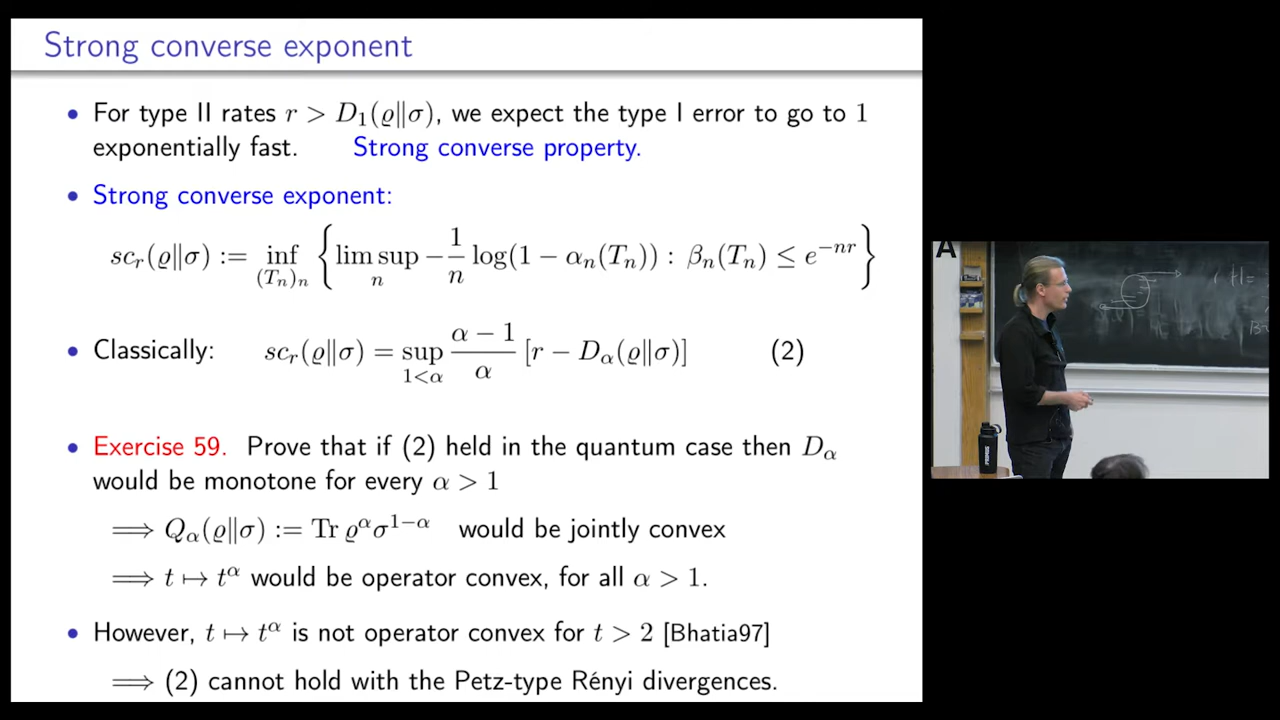 Strong converse exponent
• For type II rates r > D₁(ϱ‖σ), we expect the type I error to go to 1
exponentially fast. Strong converse property.
• Strong converse exponent:
sc_r(ϱ‖σ) := inf_{(T_n)_n} { lim sup_n −1/n log(1 − α_n(T_n)) : β_n(T_n) ≤ e^{−nr} }
• Classically: sc_r(ϱ‖σ) = sup_{1<α} (α − 1)/α [r − D_α(ϱ‖σ)] (2)
• Exercise 59. Prove that if (2) held in the quantum case then D_α
would be monotone for every α > 1
⟹ Q_α(ϱ‖σ) := Tr ϱ^α σ^{1−α} would be jointly convex
⟹ t ↦ t^α would be operator convex, for all α > 1.
• However, t ↦ t^α is not operator convex for t > 2 [Bhatia97]
⟹ (2) cannot hold with the Petz-type Rényi divergences.
A